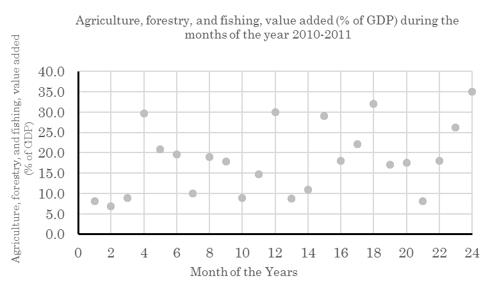 Agriculture, forestry, and fishing, value added (% of GDP) during the
months of the year 2010-2011
Agriculture, forestry, and fishing, value added
(% of GDP)
40.0
35.0
30.0
25.0
20.0
15.0
10.0
5.0
0.0
0 2 4 6 8 10 12 14 16 18 20 22 24
Month of the Years